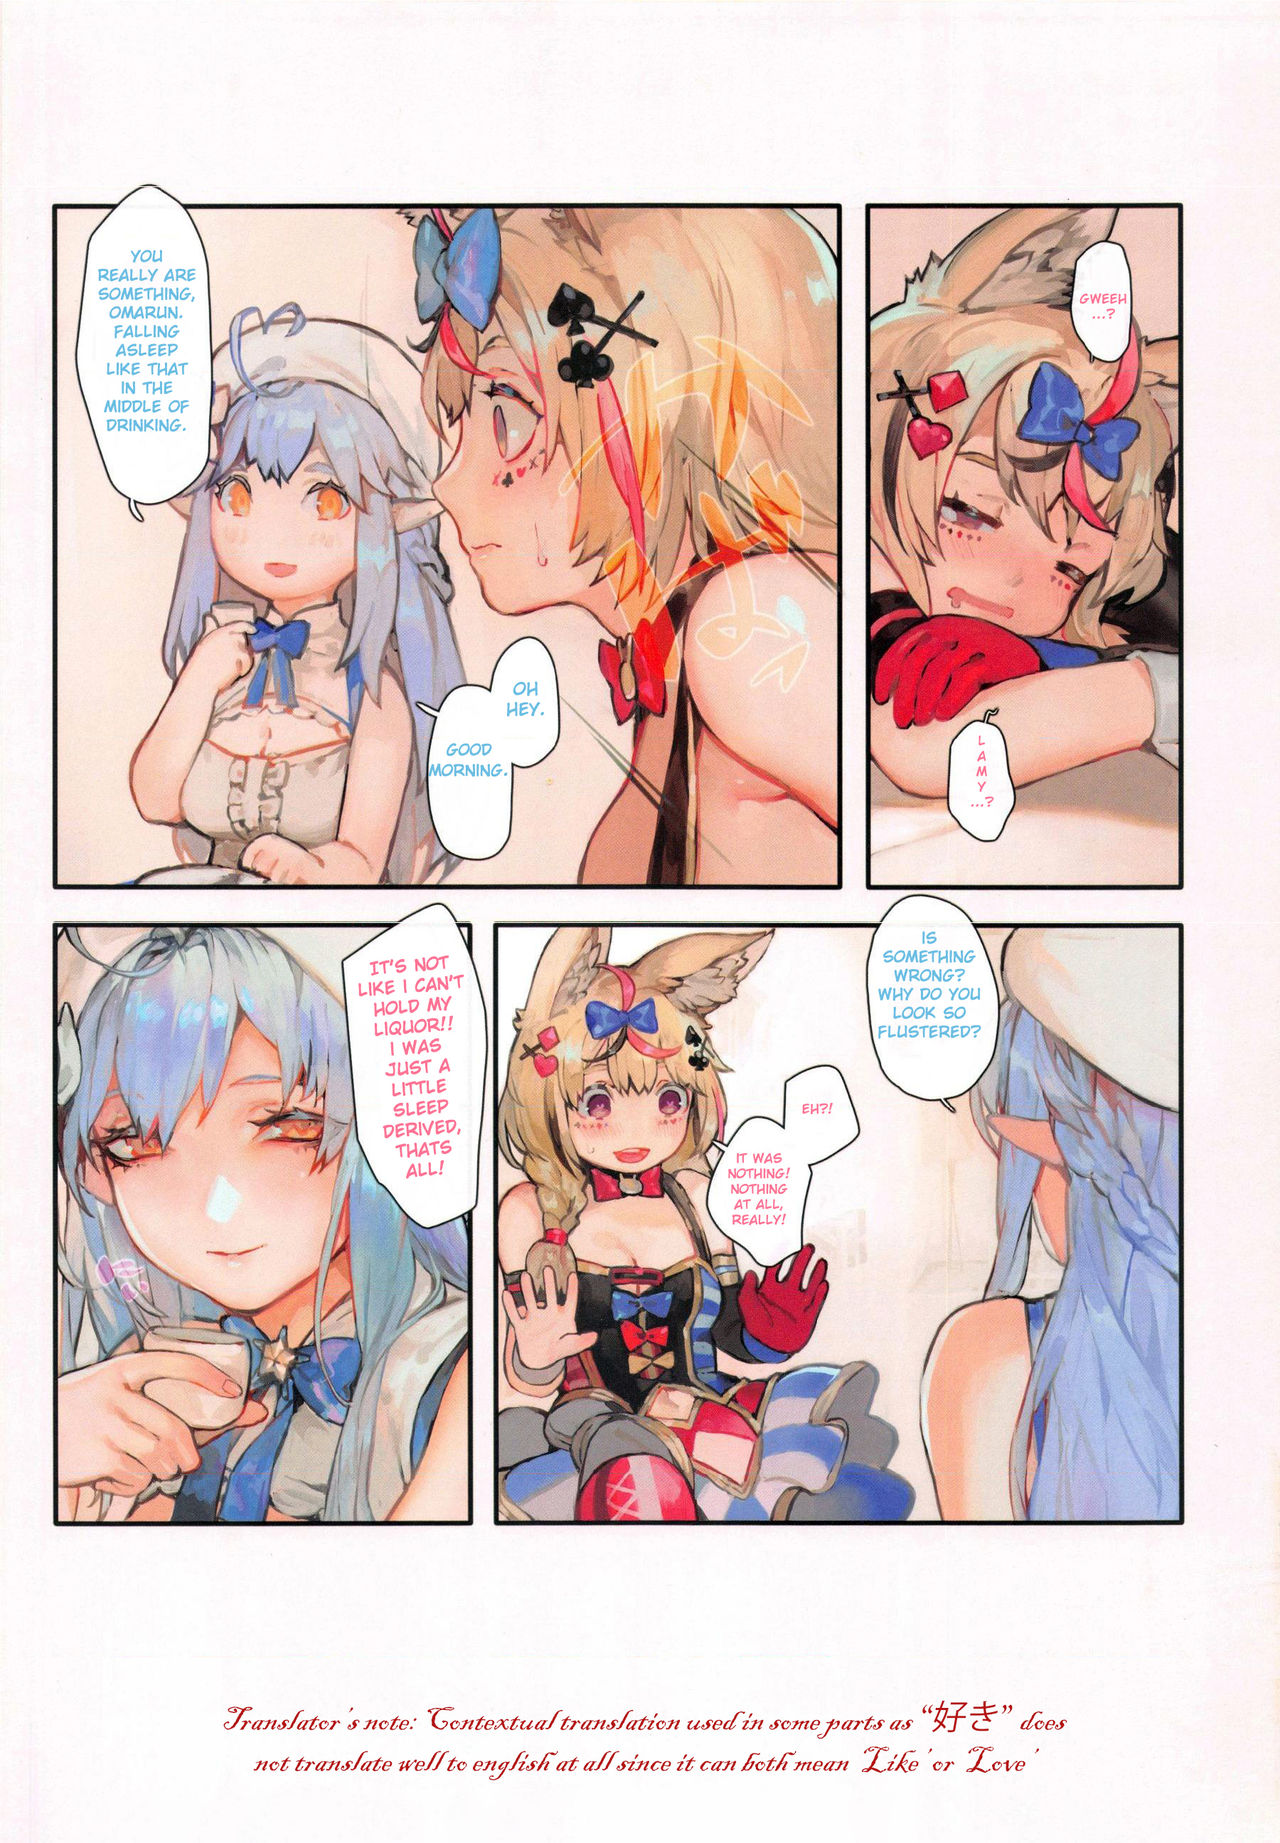 GWEEH
...?
L
A
M
Y
...?
がばっ
OH
HEY.
GOOD
MORNING.
YOU
REALLY ARE
SOMETHING,
OMARUN.
FALLING
ASLEEP
LIKE THAT
IN THE
MIDDLE OF
DRINKING.
IS
SOMETHING
WRONG?
WHY DO YOU
LOOK SO
FLUSTERED?
EH?!
IT WAS
NOTHING!
NOTHING
AT ALL,
REALLY!
IT'S NOT
LIKE I CAN'T
HOLD MY
LIQUOR!!
I WAS
JUST A
LITTLE
SLEEP
DERIVED,
THATS
ALL!
Translator's note: Contextual translation used in some parts as “好き” does
not translate well to english at all since it can both mean 'Like' or 'Love'